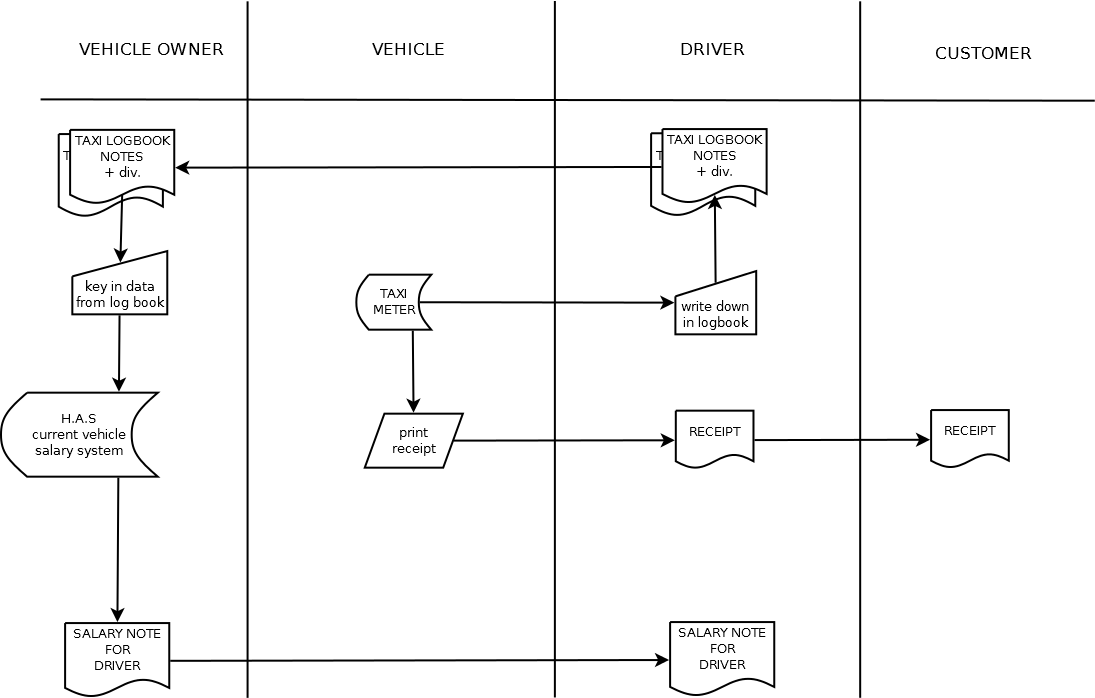 VEHICLE OWNER
VEHICLE
DRIVER
CUSTOMER
T
TAXI LOGBOOK
NOTES
+ div.
T
TAXI LOGBOOK
NOTES
+ div.
key in data
from log book
TAXI
METER
write down
in logbook
H.A.S
current vehicle
salary system
print
receipt
RECEIPT
RECEIPT
SALARY NOTE
FOR
DRIVER
SALARY NOTE
FOR
DRIVER